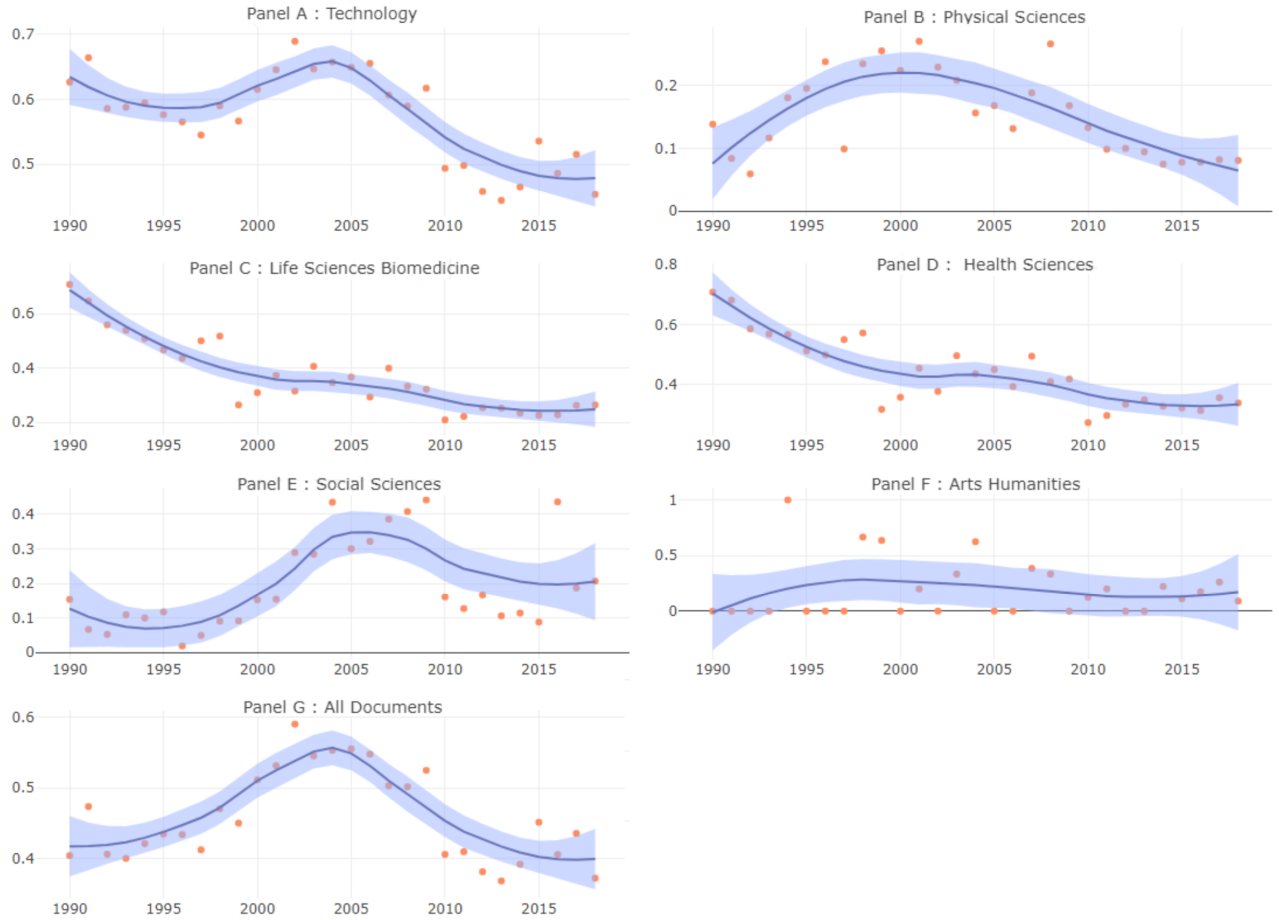 Panel A : Technology
0.7
0.6
0.5
1990 1995 2000 2005 2010 2015
Panel B : Physical Sciences
0.2
0.1
0
1990 1995 2000 2005 2010 2015
Panel C : Life Sciences Biomedicine
0.6
0.4
0.2
1990 1995 2000 2005 2010 2015
Panel D : Health Sciences
0.8
0.6
0.4
1990 1995 2000 2005 2010 2015
Panel E : Social Sciences
0.4
0.3
0.2
0.1
0
1990 1995 2000 2005 2010 2015
Panel F : Arts Humanities
1
0.5
0
1990 1995 2000 2005 2010 2015
Panel G : All Documents
0.6
0.5
0.4
1990 1995 2000 2005 2010 2015